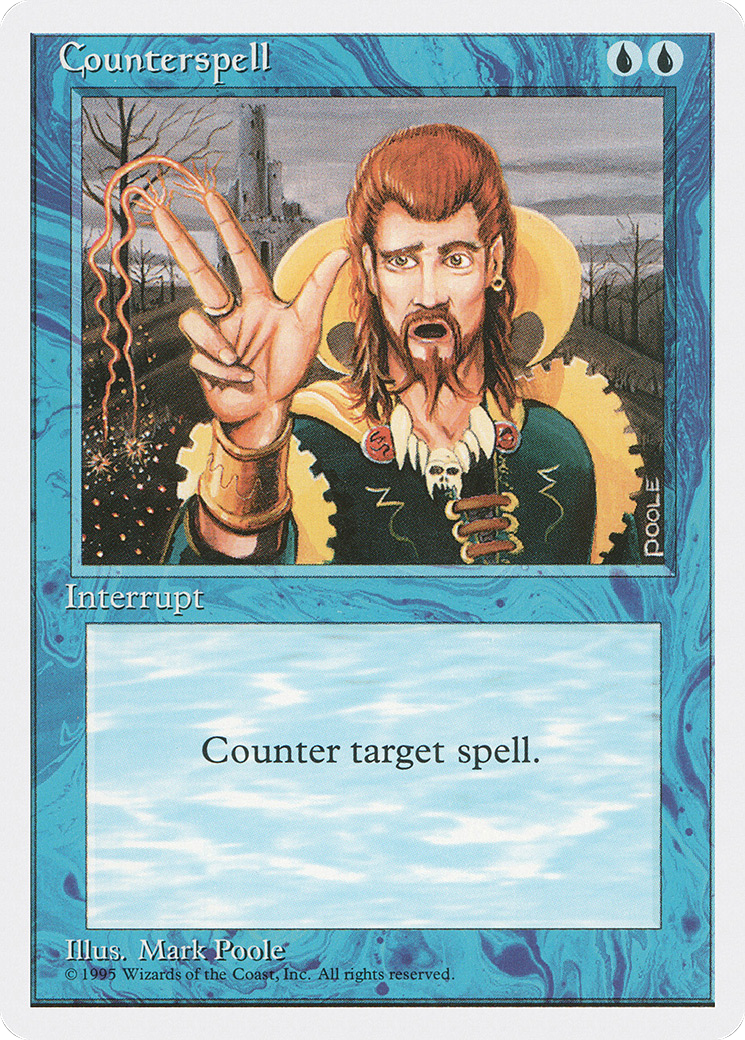 Counterspell
POOLE
Interrupt
Counter target spell.
Illus. Mark Poole
© 1995 Wizards of the Coast, Inc. All rights reserved.